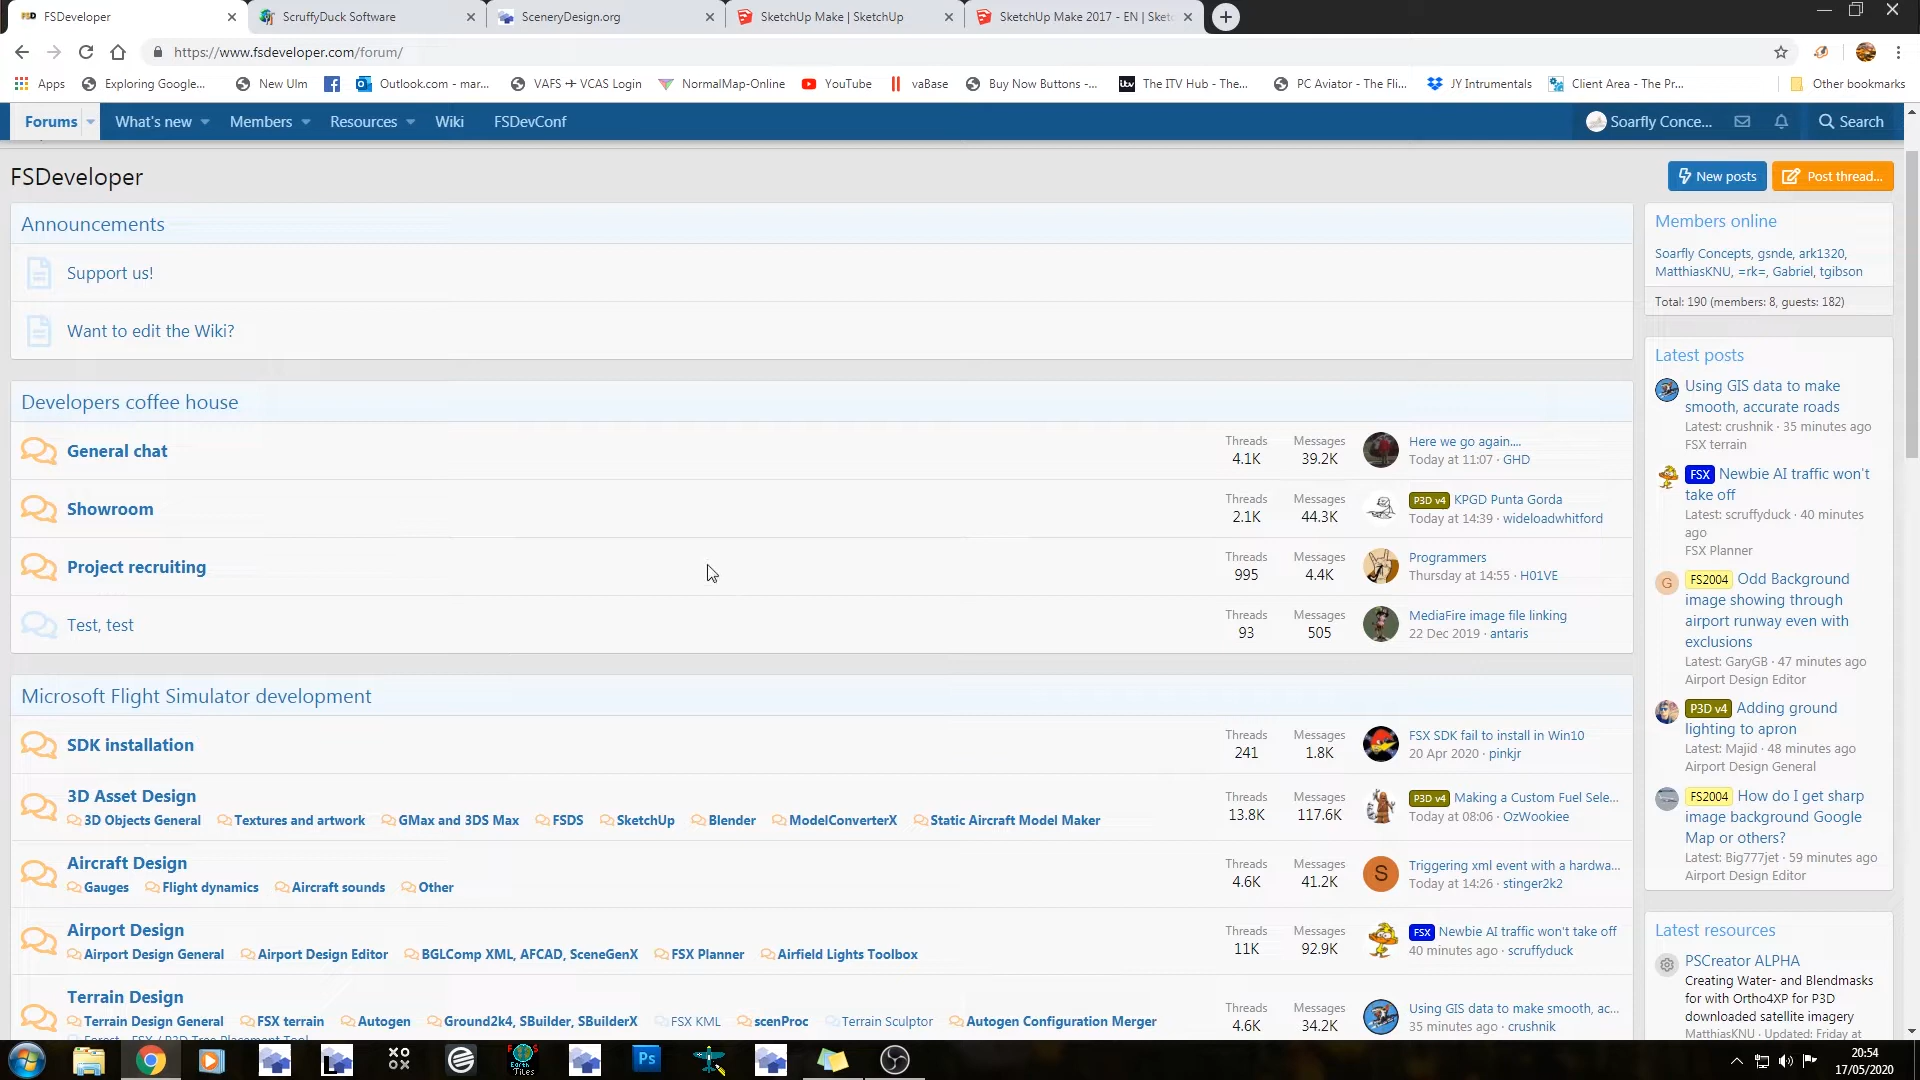 FSD FSDeveloper
ScruffyDuck Software
SceneryDesign.org
SketchUp Make | SketchUp
SketchUp Make 2017 - EN | Sketc
https://www.fsdeveloper.com/forum/
Apps
Exploring Google...
New Ulm
Outlook.com - mar...
VAFS ✈ VCAS Login
NormalMap-Online
YouTube
vaBase
Buy Now Buttons -...
itv The ITV Hub - The...
PC Aviator - The Fli...
JY Intrumentals
Client Area - The Pr...
Other bookmarks
Forums
What's new
Members
Resources
Wiki
FSDevConf
Soarfly Conce...
Search
FSDeveloper
New posts
Post thread...
Announcements
Support us!
Want to edit the Wiki?
Developers coffee house
General chat
Threads
4.1K
Messages
39.2K
Here we go again....
Today at 11:07 · GHD
Showroom
Threads
2.1K
Messages
44.3K
P3D v4 KPGD Punta Gorda
Today at 14:39 · wideloadwhitford
Project recruiting
Threads
995
Messages
4.4K
Programmers
Thursday at 14:55 · H01VE
Test, test
Threads
93
Messages
505
MediaFire image file linking
22 Dec 2019 · antaris
Microsoft Flight Simulator development
SDK installation
Threads
241
Messages
1.8K
FSX SDK fail to install in Win10
20 Apr 2020 · pinkjr
3D Asset Design
3D Objects General Textures and artwork GMax and 3DS Max FSDS SketchUp Blender ModelConverterX Static Aircraft Model Maker
Threads
13.8K
Messages
117.6K
P3D v4 Making a Custom Fuel Sele...
Today at 08:06 · OzWookiee
Aircraft Design
Gauges Flight dynamics Aircraft sounds Other
Threads
4.6K
Messages
41.2K
S
Triggering xml event with a hardwa...
Today at 14:26 · stinger2k2
Airport Design
Airport Design General Airport Design Editor BGLComp XML, AFCAD, SceneGenX FSX Planner Airfield Lights Toolbox
Threads
11K
Messages
92.9K
FSX Newbie AI traffic won't take off
40 minutes ago · scruffyduck
Terrain Design
Terrain Design General FSX terrain Autogen Ground2k4, SBuilder, SBuilderX FSX KML scenProc Terrain Sculptor Autogen Configuration Merger
Threads
4.6K
Messages
34.2K
Using GIS data to make smooth, ac...
35 minutes ago · crushnik
Members online
Soarfly Concepts, gsnde, ark1320,
MatthiasKNU, =rk=, Gabriel, tgibson
Total: 190 (members: 8, guests: 182)
Latest posts
Using GIS data to make
smooth, accurate roads
Latest: crushnik · 35 minutes ago
FSX terrain
FSX Newbie AI traffic won't
take off
Latest: scruffyduck · 40 minutes
ago
FSX Planner
G
FS2004 Odd Background
image showing through
airport runway even with
exclusions
Latest: GaryGB · 47 minutes ago
Airport Design Editor
P3D v4 Adding ground
lighting to apron
Latest: Majid · 48 minutes ago
Airport Design General
FS2004 How do I get sharp
image background Google
Map or others?
Latest: Big777jet · 59 minutes ago
Airport Design Editor
Latest resources
PSCreator ALPHA
Creating Water- and Blendmasks
for with Ortho4XP for P3D
downloaded satellite imagery
MatthiasKNU · Updated: Friday at
Ps
20:54
17/05/2020